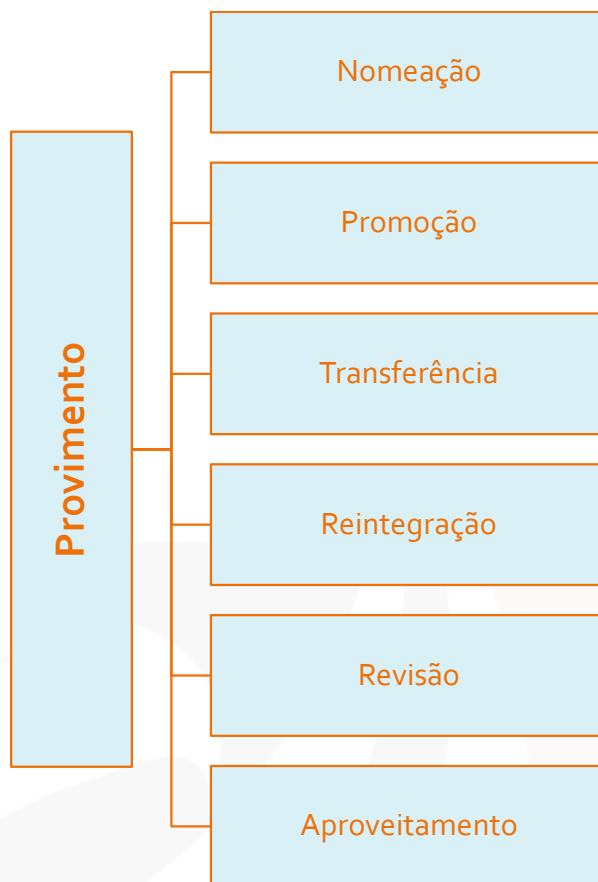 Provimento
Nomeação
Promoção
Transferência
Reintegração
Revisão
Aproveitamento